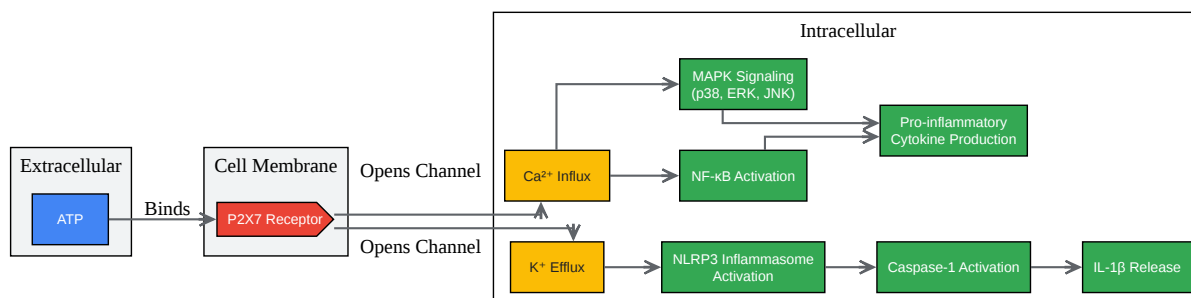 Intracellular
MAPK Signaling
(p38, ERK, JNK)
Pro-inflammatory
Cytokine Production
Extracellular
Cell Membrane
Opens Channel
Ca²⁺ Influx
NF-κB Activation
ATP
Binds
P2X7 Receptor
Opens Channel
K⁺ Efflux
NLRP3 Inflammasome
Activation
Caspase-1 Activation
IL-1β Release